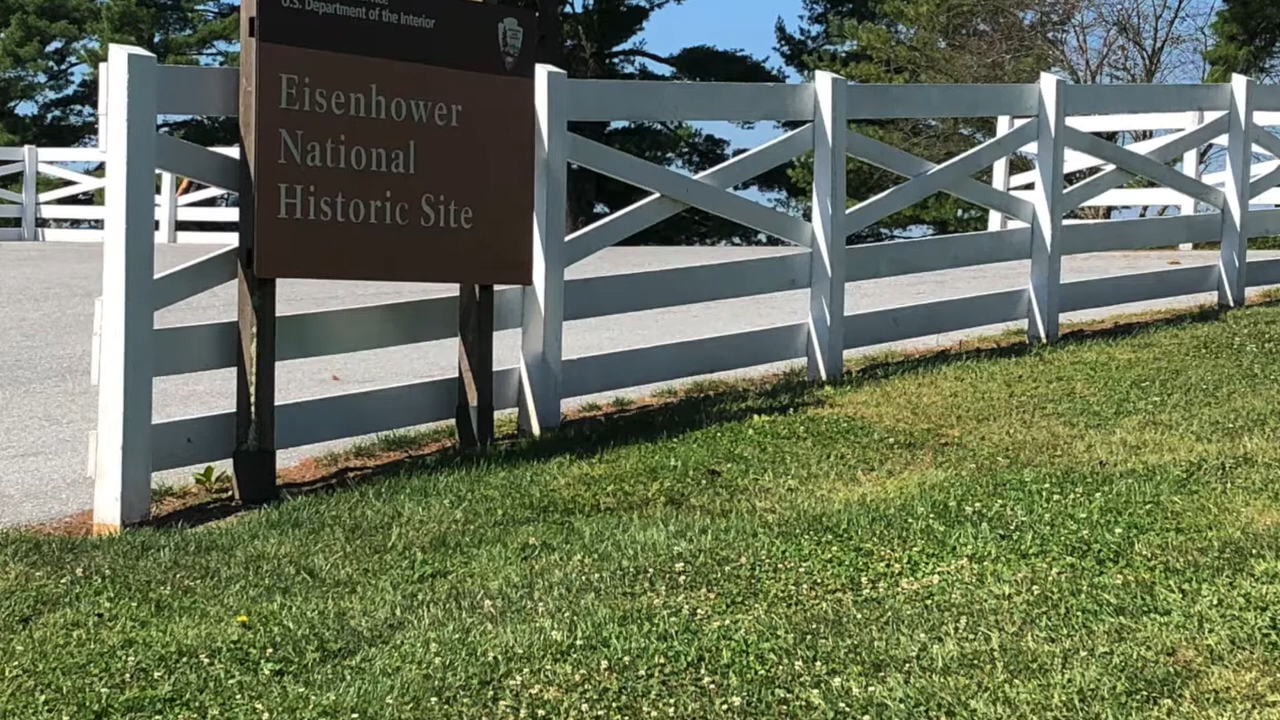 U.S. Department of the Interior
Eisenhower
National
Historic Site